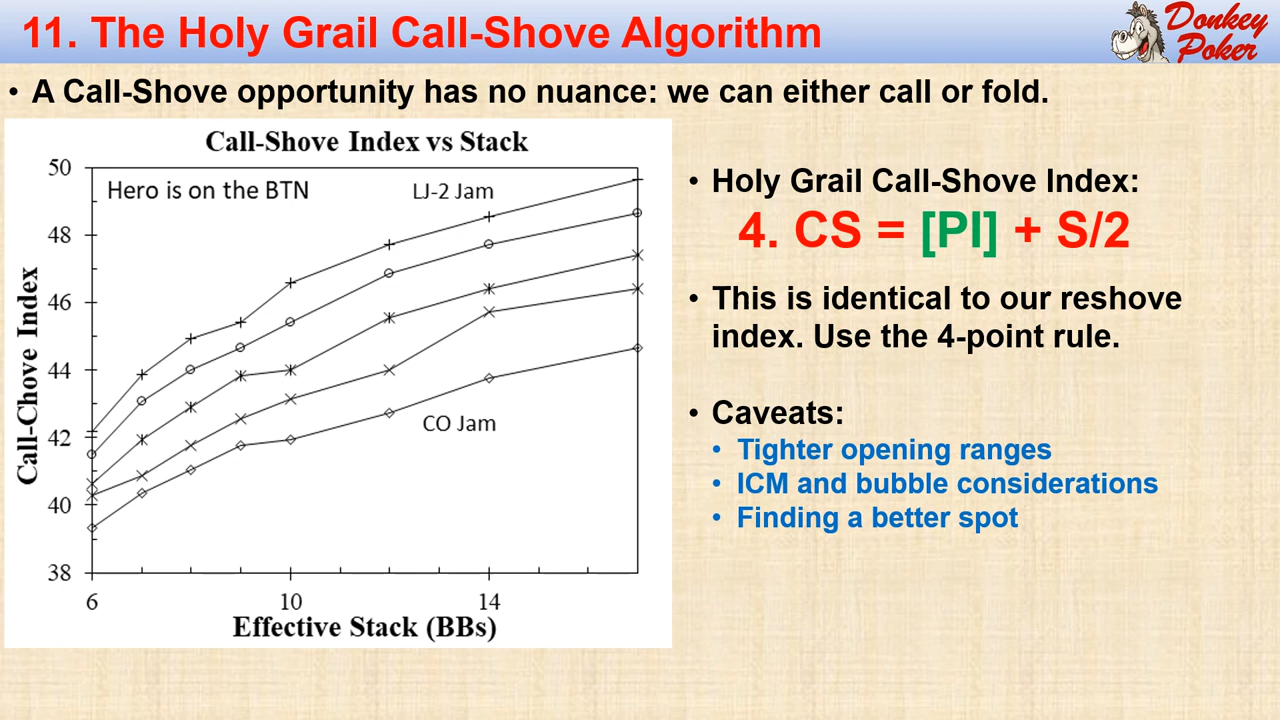 11. The Holy Grail Call-Shove Algorithm
Donkey
Poker
• A Call-Shove opportunity has no nuance: we can either call or fold.
Call-Shove Index vs Stack
Hero is on the BTN
LJ-2 Jam
CO Jam
Call-Chove Index
50
48
46
44
42
40
38
6
10
14
Effective Stack (BBs)
• Holy Grail Call-Shove Index:
4. CS = [PI] + S/2
• This is identical to our reshove
index. Use the 4-point rule.
• Caveats:
• Tighter opening ranges
• ICM and bubble considerations
• Finding a better spot